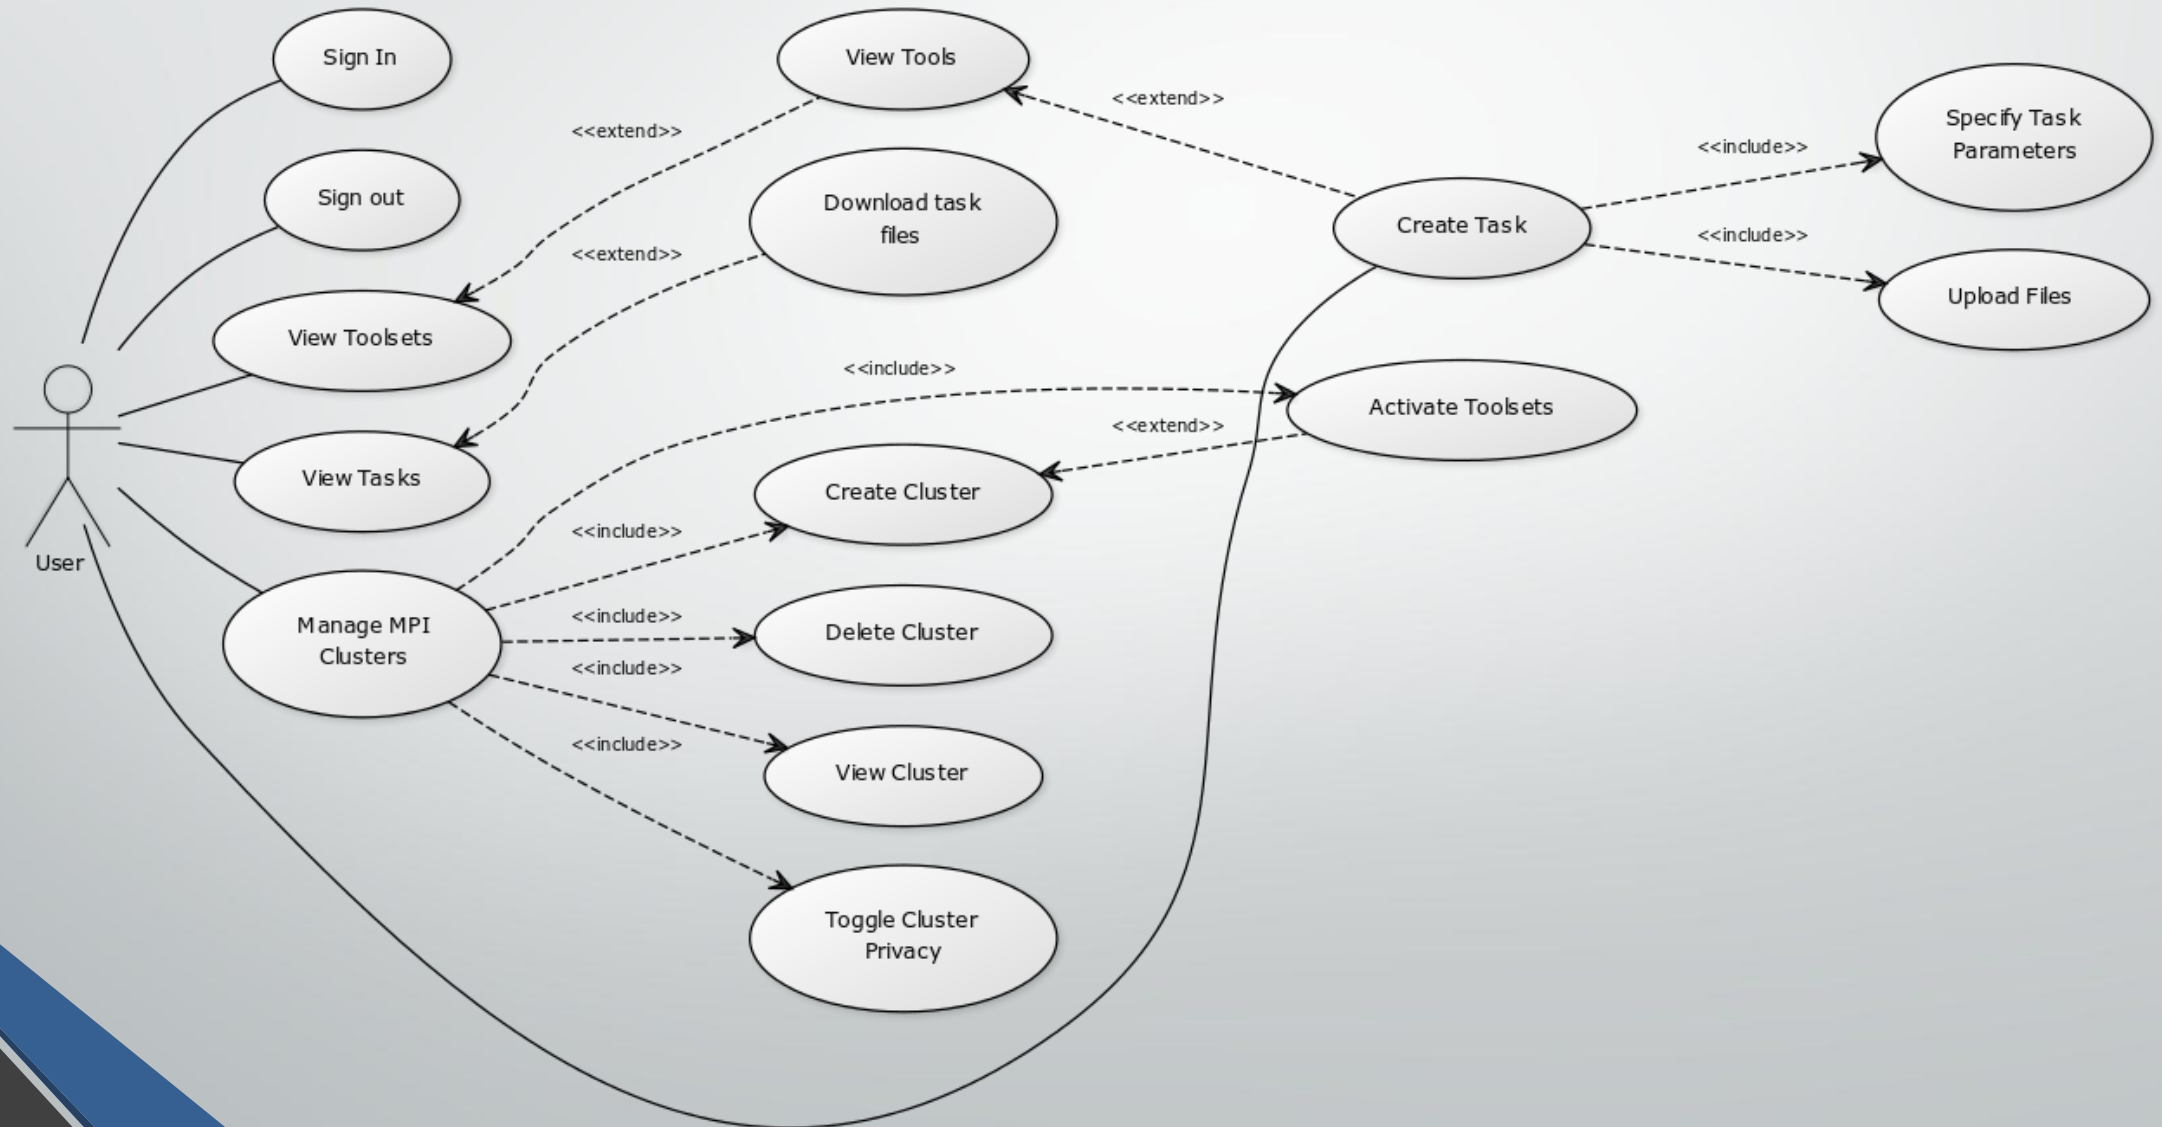 Sign In
View Tools
<<extend>>
Specify Task
Parameters
<<extend>>
<<include>>
Sign out
Download task
files
Create Task
<<include>>
<<extend>>
Upload Files
View Toolsets
<<include>>
Activate Toolsets
<<extend>>
View Tasks
Create Cluster
<<include>>
User
Manage MPI
Clusters
<<include>>
Delete Cluster
<<include>>
<<include>>
View Cluster
Toggle Cluster
Privacy